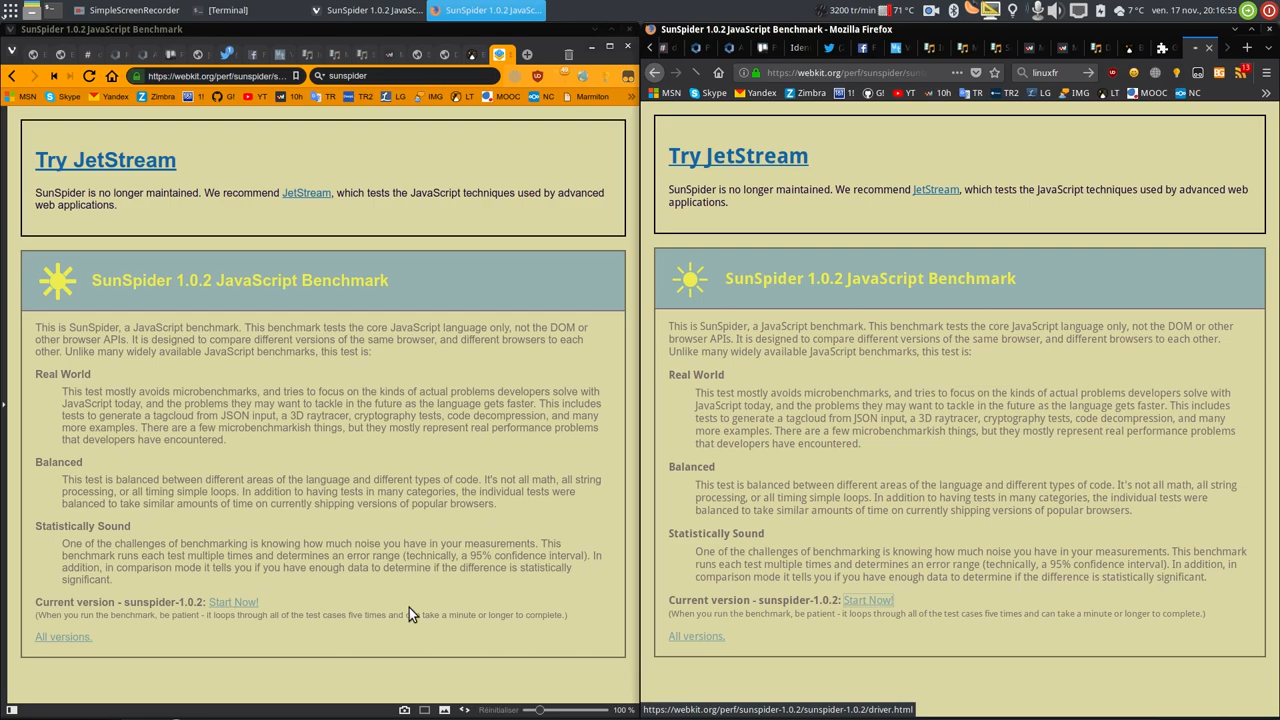 SimpleScreenRecorder
[Terminal]
SunSpider 1.0.2 JavaSc...
SunSpider 1.0.2 JavaSc...
3200 tr/min
71 °C
7 °C
ven. 17 nov., 20:16:53
SunSpider 1.0.2 JavaScript Benchmark
https://webkit.org/perf/sunspider/s...
sunspider
MSN
Skype
Yandex
Zimbra
1!
G!
YT
10h
TR
TR2
LG
IMG
LT
MOOC
NC
Marmiton
Try JetStream
SunSpider is no longer maintained. We recommend JetStream, which tests the JavaScript techniques used by advanced
web applications.
SunSpider 1.0.2 JavaScript Benchmark
This is SunSpider, a JavaScript benchmark. This benchmark tests the core JavaScript language only, not the DOM or
other browser APIs. It is designed to compare different versions of the same browser, and different browsers to each
other. Unlike many widely available JavaScript benchmarks, this test is:
Real World
This test mostly avoids microbenchmarks, and tries to focus on the kinds of actual problems developers solve with
JavaScript today, and the problems they may want to tackle in the future as the language gets faster. This includes
tests to generate a tagcloud from JSON input, a 3D raytracer, cryptography tests, code decompression, and many
more examples. There are a few microbenchmarkish things, but they mostly represent real performance problems
that developers have encountered.
Balanced
This test is balanced between different areas of the language and different types of code. It's not all math, all string
processing, or all timing simple loops. In addition to having tests in many categories, the individual tests were
balanced to take similar amounts of time on currently shipping versions of popular browsers.
Statistically Sound
One of the challenges of benchmarking is knowing how much noise you have in your measurements. This
benchmark runs each test multiple times and determines an error range (technically, a 95% confidence interval). In
addition, in comparison mode it tells you if you have enough data to determine if the difference is statistically
significant.
Current version - sunspider-1.0.2: Start Now!
(When you run the benchmark, be patient - it loops through all of the test cases five times and can take a minute or longer to complete.)
All versions.
Réinitialiser
100 %
SunSpider 1.0.2 JavaScript Benchmark - Mozilla Firefox
Iden
https://webkit.org/perf/sunspider/sun
linuxfr
13
MSN
Skype
Yandex
Zimbra
1!
G!
YT
10h
TR
TR2
LG
IMG
LT
MOOC
NC
Try JetStream
SunSpider is no longer maintained. We recommend JetStream, which tests the JavaScript techniques used by advanced web
applications.
SunSpider 1.0.2 JavaScript Benchmark
This is SunSpider, a JavaScript benchmark. This benchmark tests the core JavaScript language only, not the DOM or other
browser APIs. It is designed to compare different versions of the same browser, and different browsers to each other.
Unlike many widely available JavaScript benchmarks, this test is:
Real World
This test mostly avoids microbenchmarks, and tries to focus on the kinds of actual problems developers solve with
JavaScript today, and the problems they may want to tackle in the future as the language gets faster. This includes
tests to generate a tagcloud from JSON input, a 3D raytracer, cryptography tests, code decompression, and many
more examples. There are a few microbenchmarkish things, but they mostly represent real performance problems
that developers have encountered.
Balanced
This test is balanced between different areas of the language and different types of code. It's not all math, all string
processing, or all timing simple loops. In addition to having tests in many categories, the individual tests were
balanced to take similar amounts of time on currently shipping versions of popular browsers.
Statistically Sound
One of the challenges of benchmarking is knowing how much noise you have in your measurements. This benchmark
runs each test multiple times and determines an error range (technically, a 95% confidence interval). In addition, in
comparison mode it tells you if you have enough data to determine if the difference is statistically significant.
Current version - sunspider-1.0.2: Start Now!
(When you run the benchmark, be patient - it loops through all of the test cases five times and can take a minute or longer to complete.)
All versions.
https://webkit.org/perf/sunspider-1.0.2/sunspider-1.0.2/driver.html